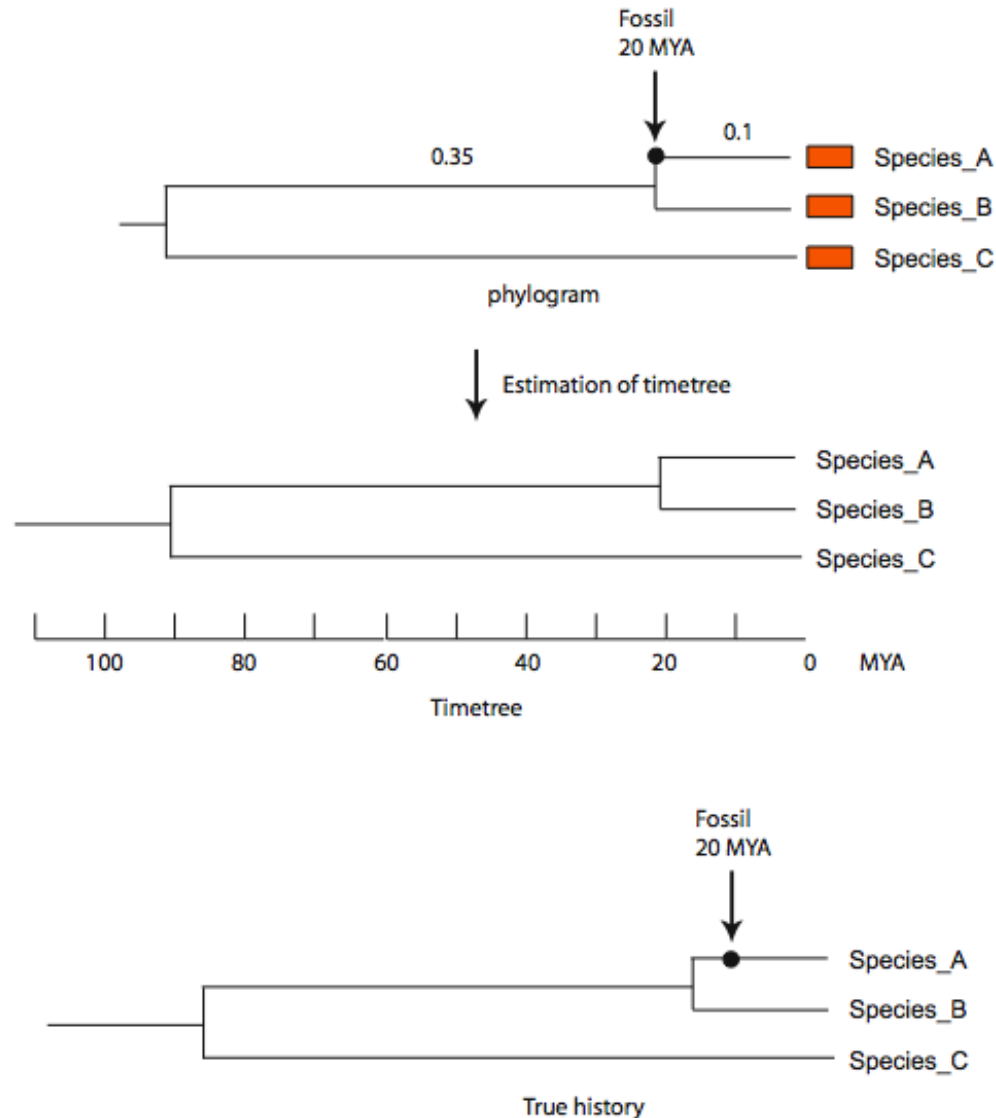 Fossil
20 MYA
0.1
0.35
Species_A
Species_B
Species_C
phylogram
Estimation of timetree
Species_A
Species_B
Species_C
100 80 60 40 20 0 MYA
Timetree
Fossil
20 MYA
Species_A
Species_B
Species_C
True history